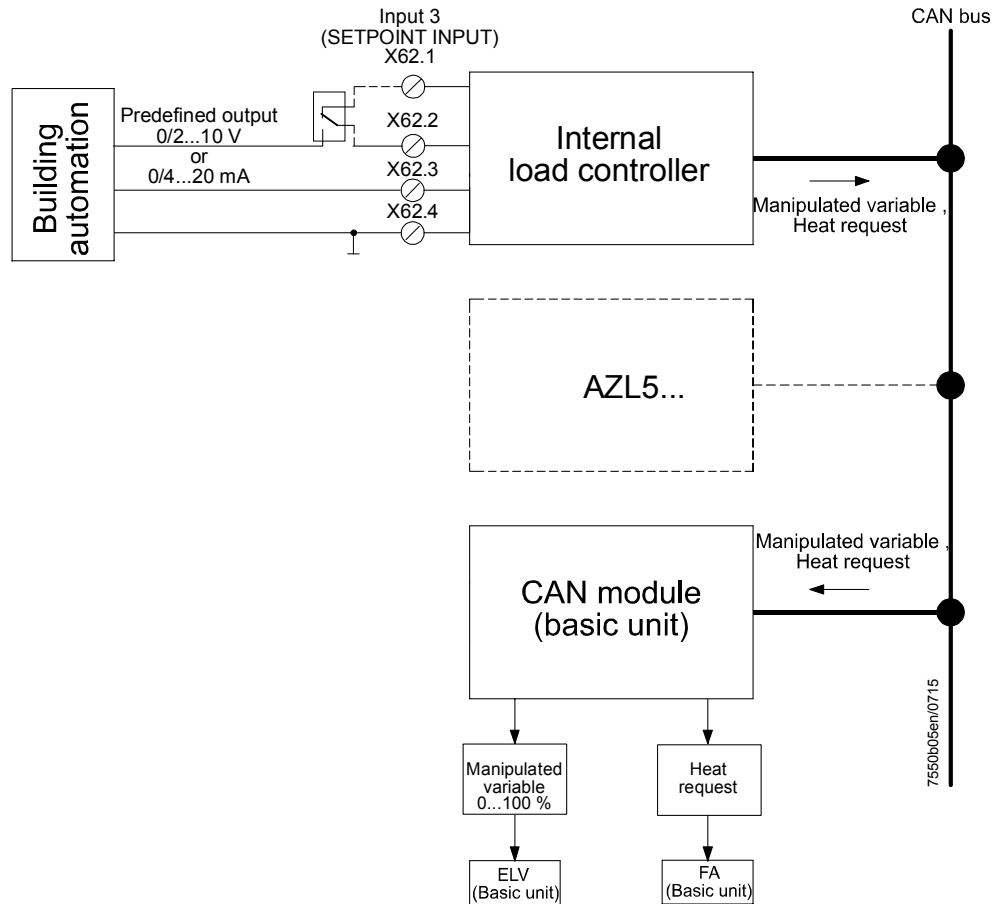 Input 3
(SETPOINT INPUT)
X62.1
CAN bus
Building
automation
Predefined output
0/2...10 V
or
0/4...20 mA
X62.2
X62.3
X62.4
Internal
load controller
Manipulated variable ,
Heat request
AZL5...
CAN module
(basic unit)
Manipulated variable ,
Heat request
Manipulated
variable
0...100 %
Heat
request
ELV
(Basic unit)
FA
(Basic unit)
7550b05en/0715